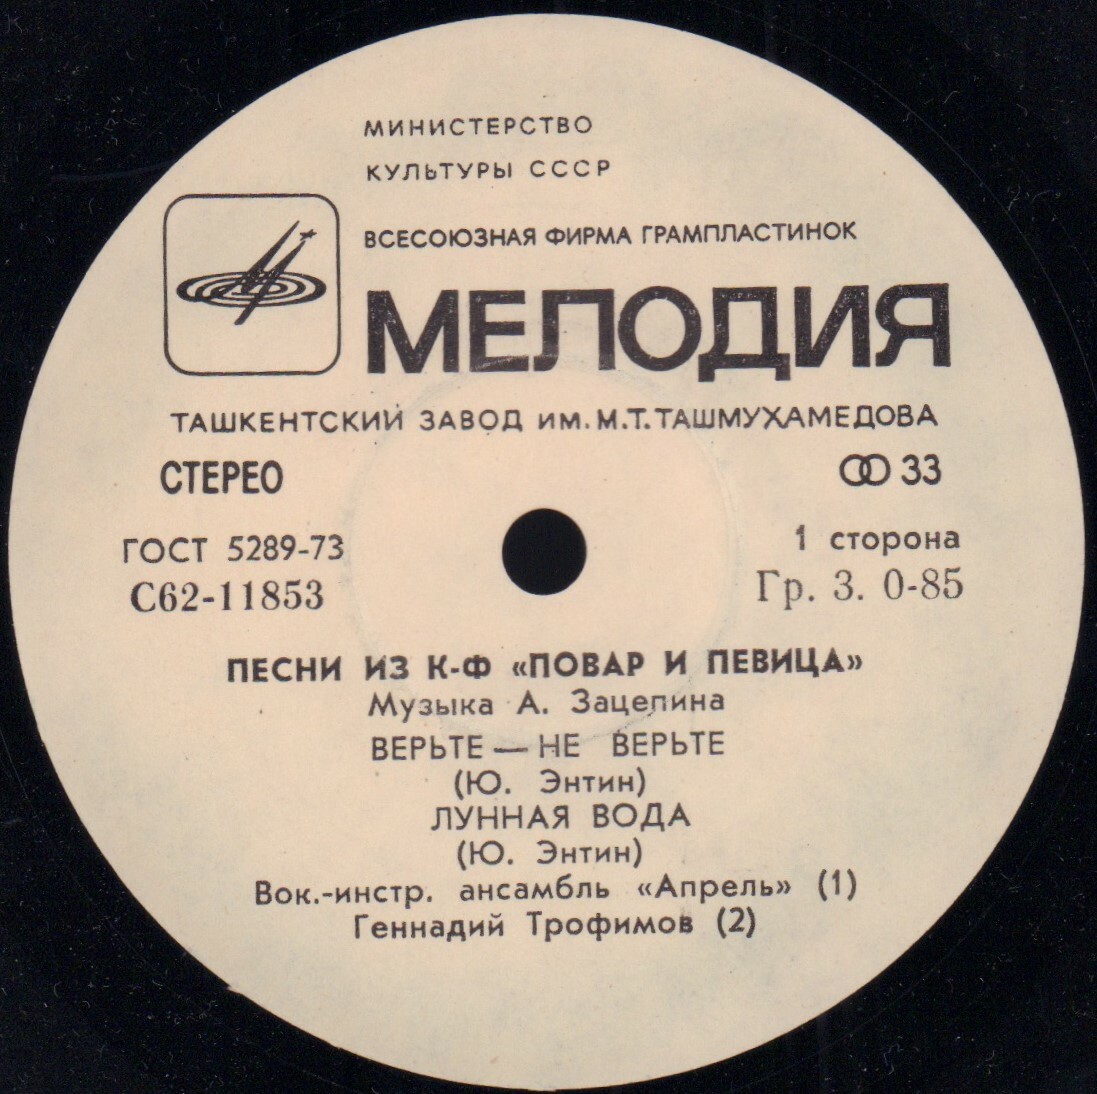 МИНИСТЕРСТВО
КУЛЬТУРЫ СССР
ВСЕСОЮЗНАЯ ФИРМА ГРАМПЛАСТИНОК
МЕЛОДИЯ
ТАШКЕНТСКИЙ ЗАВОД ИМ. М.Т. ТАШМУХАМЕДОВА
СТЕРЕО 33
ГОСТ 5289-73 1 сторона
С62-11853 Гр. 3. 0-85
ПЕСНИ ИЗ К-Ф «ПОВАР И ПЕВИЦА»
Музыка А. Зацепина
ВЕРЬТЕ — НЕ ВЕРЬТЕ
(Ю. Энтин)
ЛУННАЯ ВОДА
(Ю. Энтин)
Вок.-инстр. ансамбль «Апрель» (1)
Геннадий Трофимов (2)